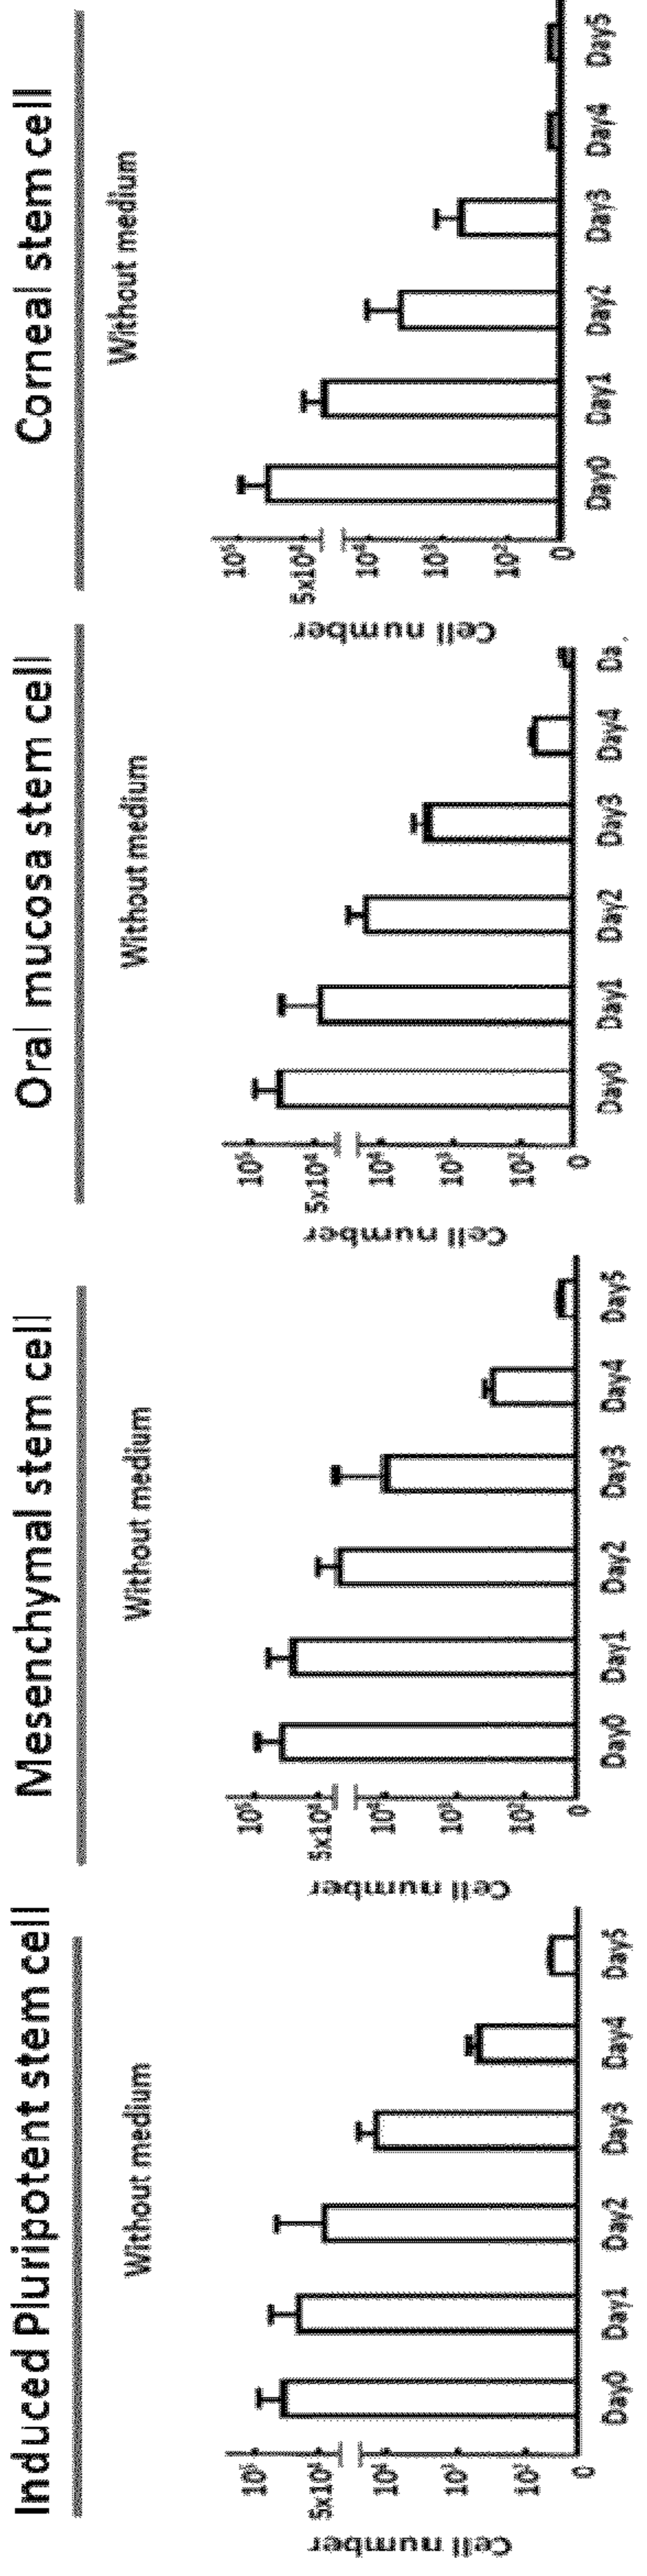 Induced Pluripotent stem cell
Without medium
Cell number
10⁵
5x10⁴
10⁴
10³
10²
0
Day0 Day1 Day2 Day3 Day4 Day5
Mesenchymal stem cell
Without medium
Cell number
10⁵
5x10⁴
10⁴
10³
10²
0
Day0 Day1 Day2 Day3 Day4 Day5
Oral mucosa stem cell
Without medium
Cell number
10⁵
5x10⁴
10⁴
10³
10²
0
Day0 Day1 Day2 Day3 Day4 Da
Corneal stem cell
Without medium
Cell number
10⁵
5x10⁴
10⁴
10³
10²
0
Day0 Day1 Day2 Day3 Day4 Day5